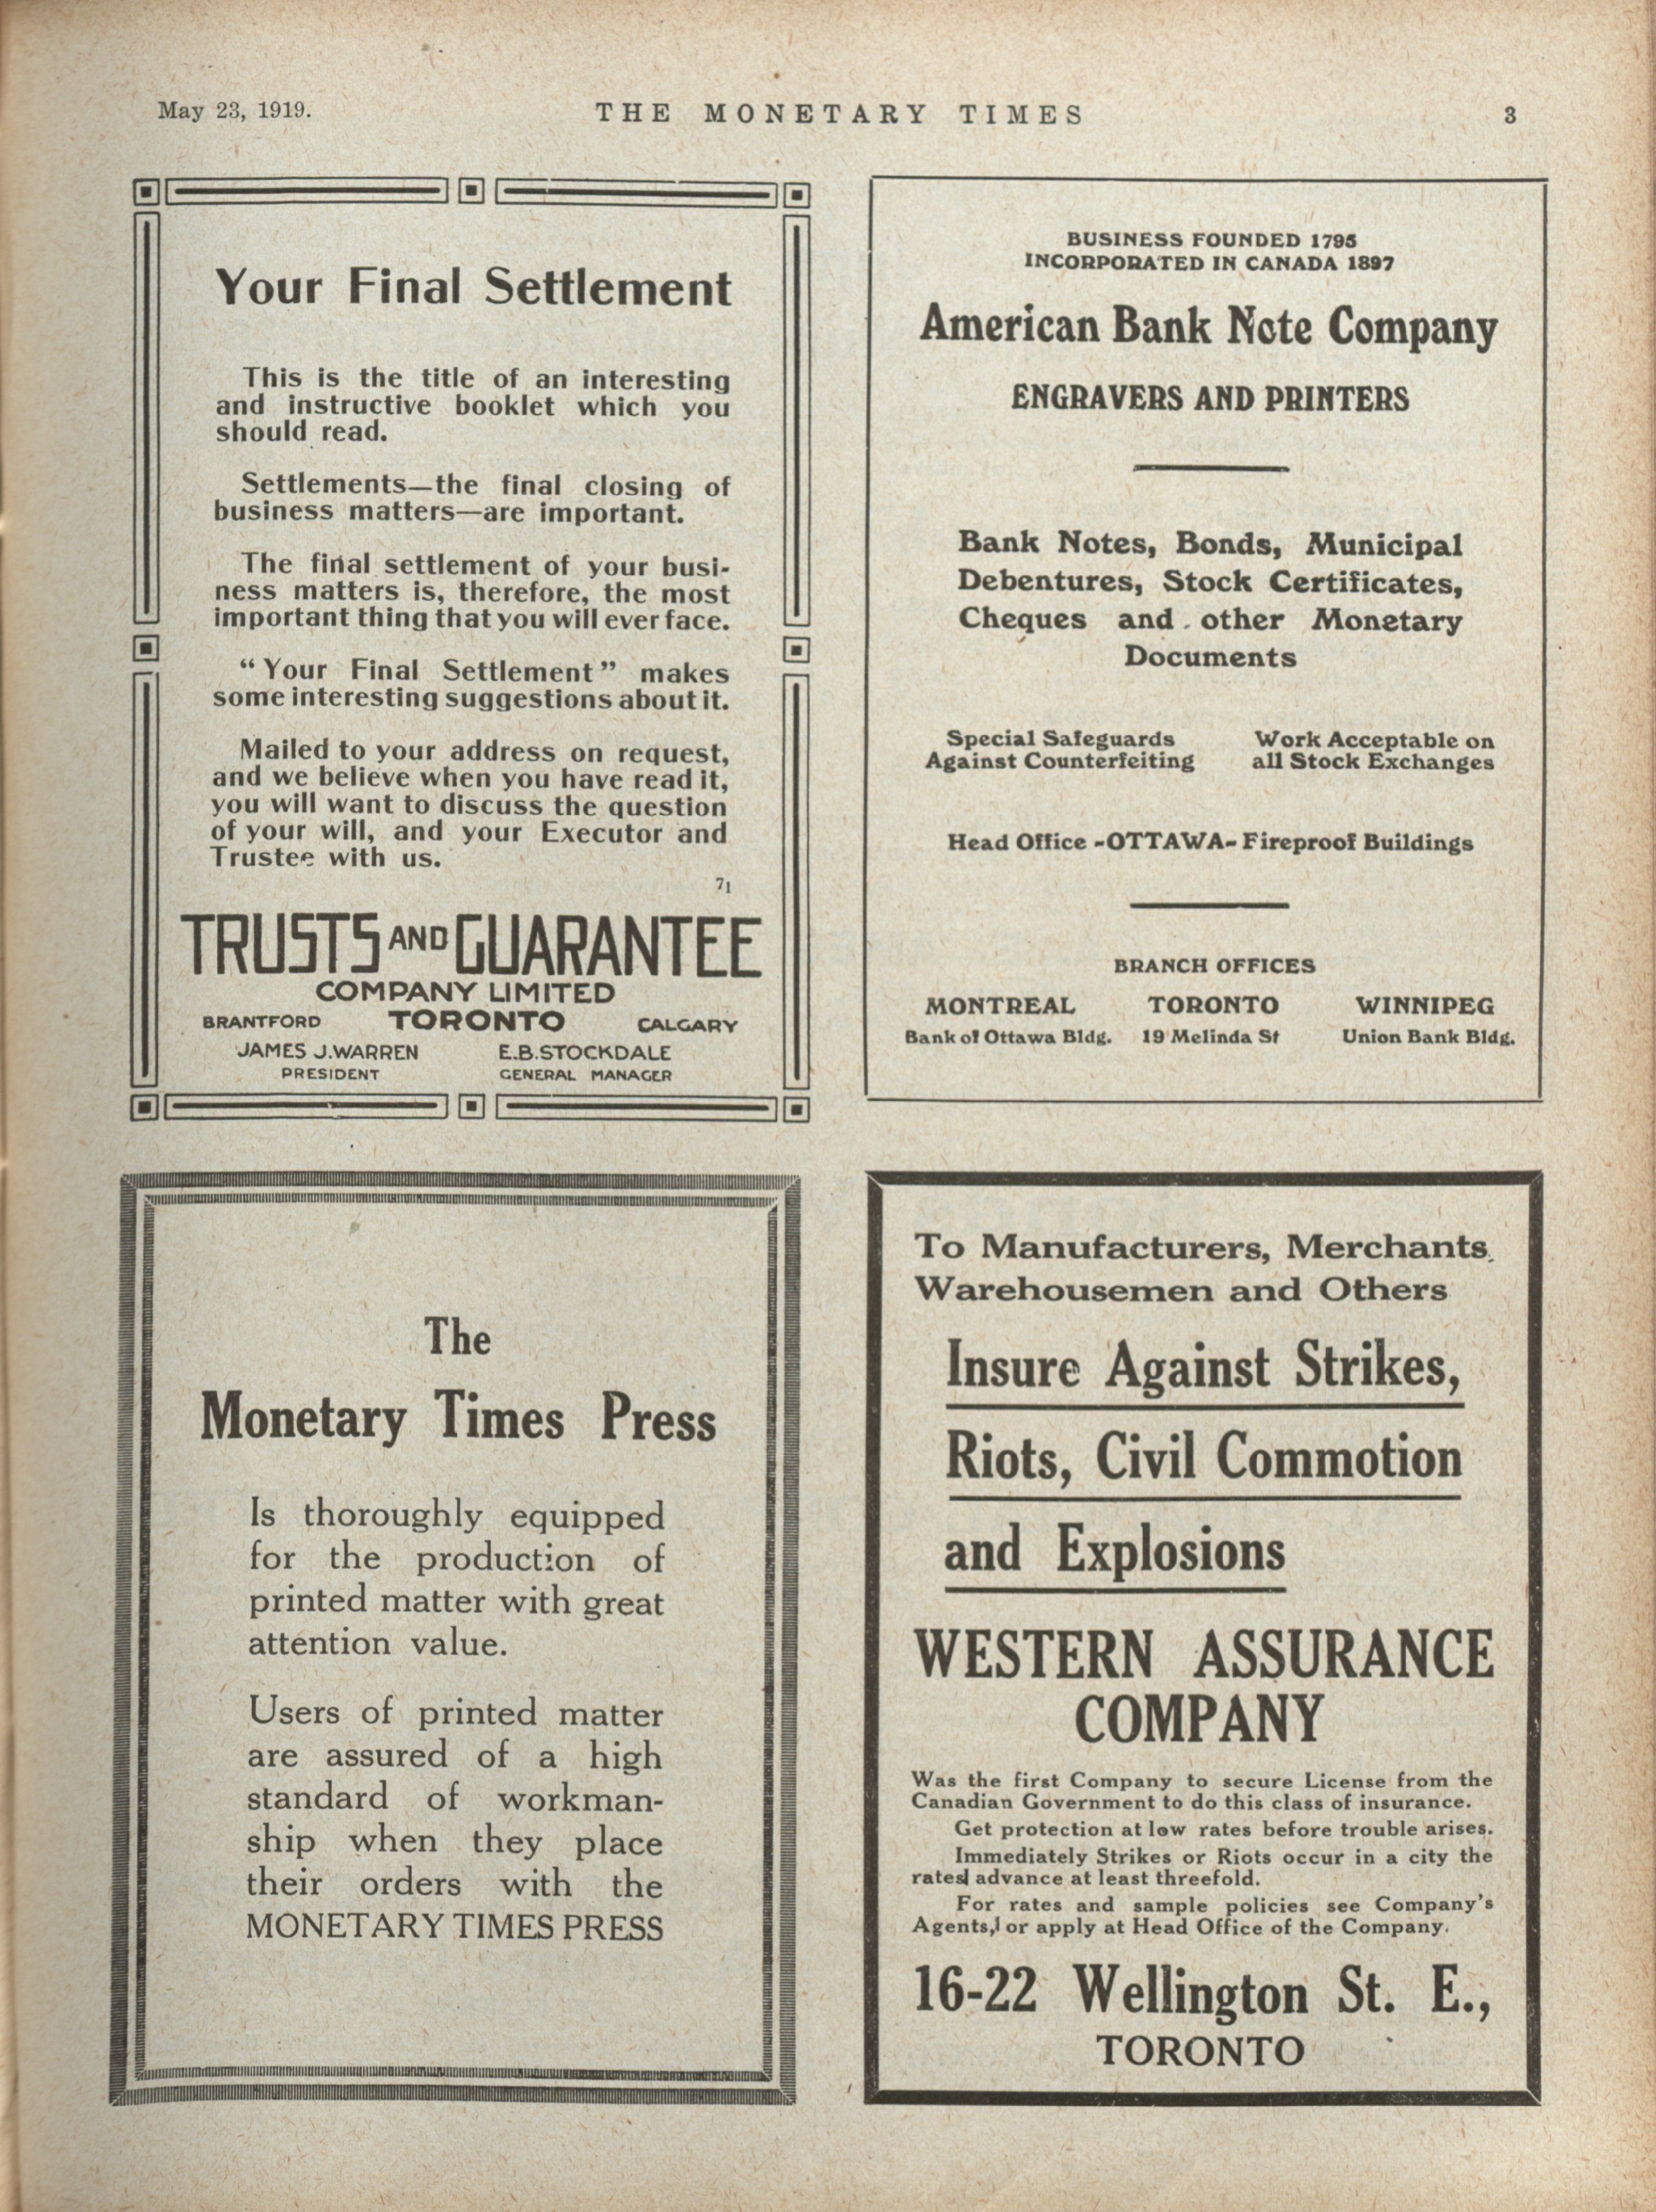 May 23, 1919.
THE MONETARY TIMES
3
Your Final Settlement
This is the title of an interesting
and instructive booklet which you
should read.
Settlements—the final closing of
business matters—are important.
The final settlement of your busi-
ness matters is, therefore, the most
important thing that you will ever face.
“Your Final Settlement” makes
some interesting suggestions about it.
Mailed to your address on request,
and we believe when you have read it,
you will want to discuss the question
of your will, and your Executor and
Trustee with us.
71
TRUSTS AND GUARANTEE
COMPANY LIMITED
BRANTFORD TORONTO CALGARY
JAMES J. WARREN E.B. STOCKDALE
PRESIDENT GENERAL MANAGER
BUSINESS FOUNDED 1795
INCORPORATED IN CANADA 1897
American Bank Note Company
ENGRAVERS AND PRINTERS
Bank Notes, Bonds, Municipal
Debentures, Stock Certificates,
Cheques and other Monetary
Documents
Special Safeguards Work Acceptable on
Against Counterfeiting all Stock Exchanges
Head Office -OTTAWA- Fireproof Buildings
BRANCH OFFICES
MONTREAL TORONTO WINNIPEG
Bank of Ottawa Bldg. 19 Melinda St Union Bank Bldg.
The
Monetary Times Press
Is thoroughly equipped
for the production of
printed matter with great
attention value.
Users of printed matter
are assured of a high
standard of workman-
ship when they place
their orders with the
MONETARY TIMES PRESS
To Manufacturers, Merchants,
Warehousemen and Others
Insure Against Strikes,
Riots, Civil Commotion
and Explosions
WESTERN ASSURANCE
COMPANY
Was the first Company to secure License from the
Canadian Government to do this class of insurance.
Get protection at low rates before trouble arises.
Immediately Strikes or Riots occur in a city the
rates advance at least threefold.
For rates and sample policies see Company's
Agents, or apply at Head Office of the Company.
16-22 Wellington St. E.,
TORONTO